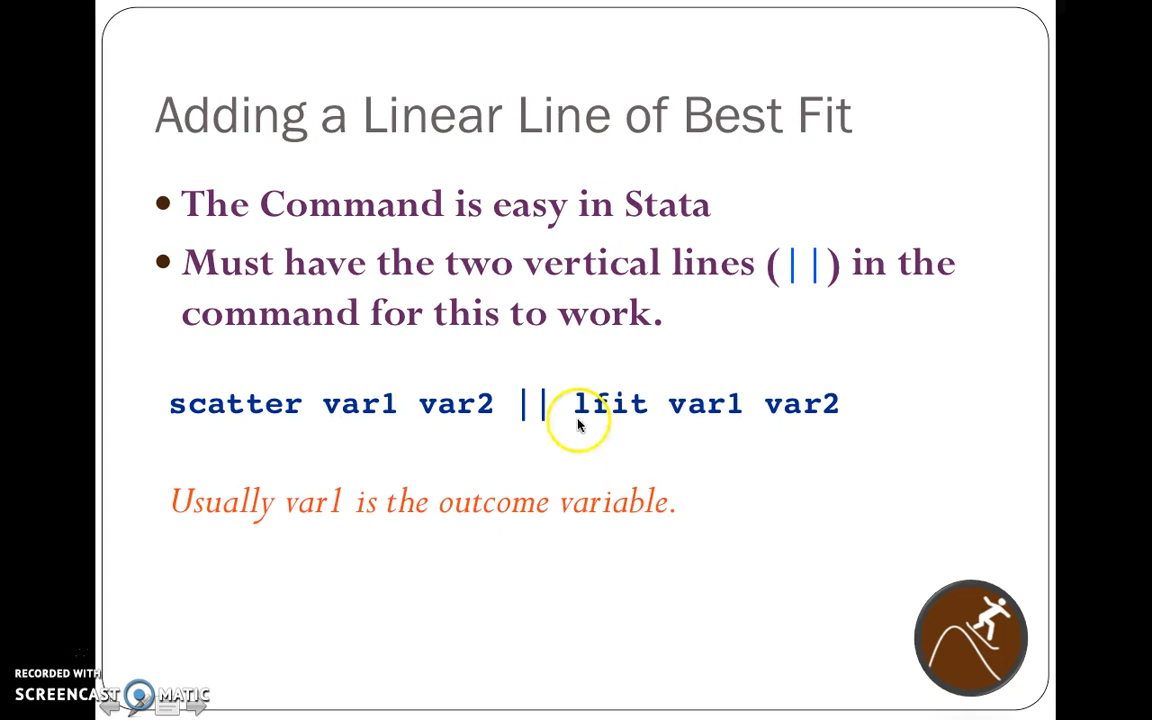 Adding a Linear Line of Best Fit
• The Command is easy in Stata
• Must have the two vertical lines (||) in the
command for this to work.
scatter var1 var2 || lfit var1 var2
Usually var1 is the outcome variable.
RECORDED WITH
SCREENCAST MATIC